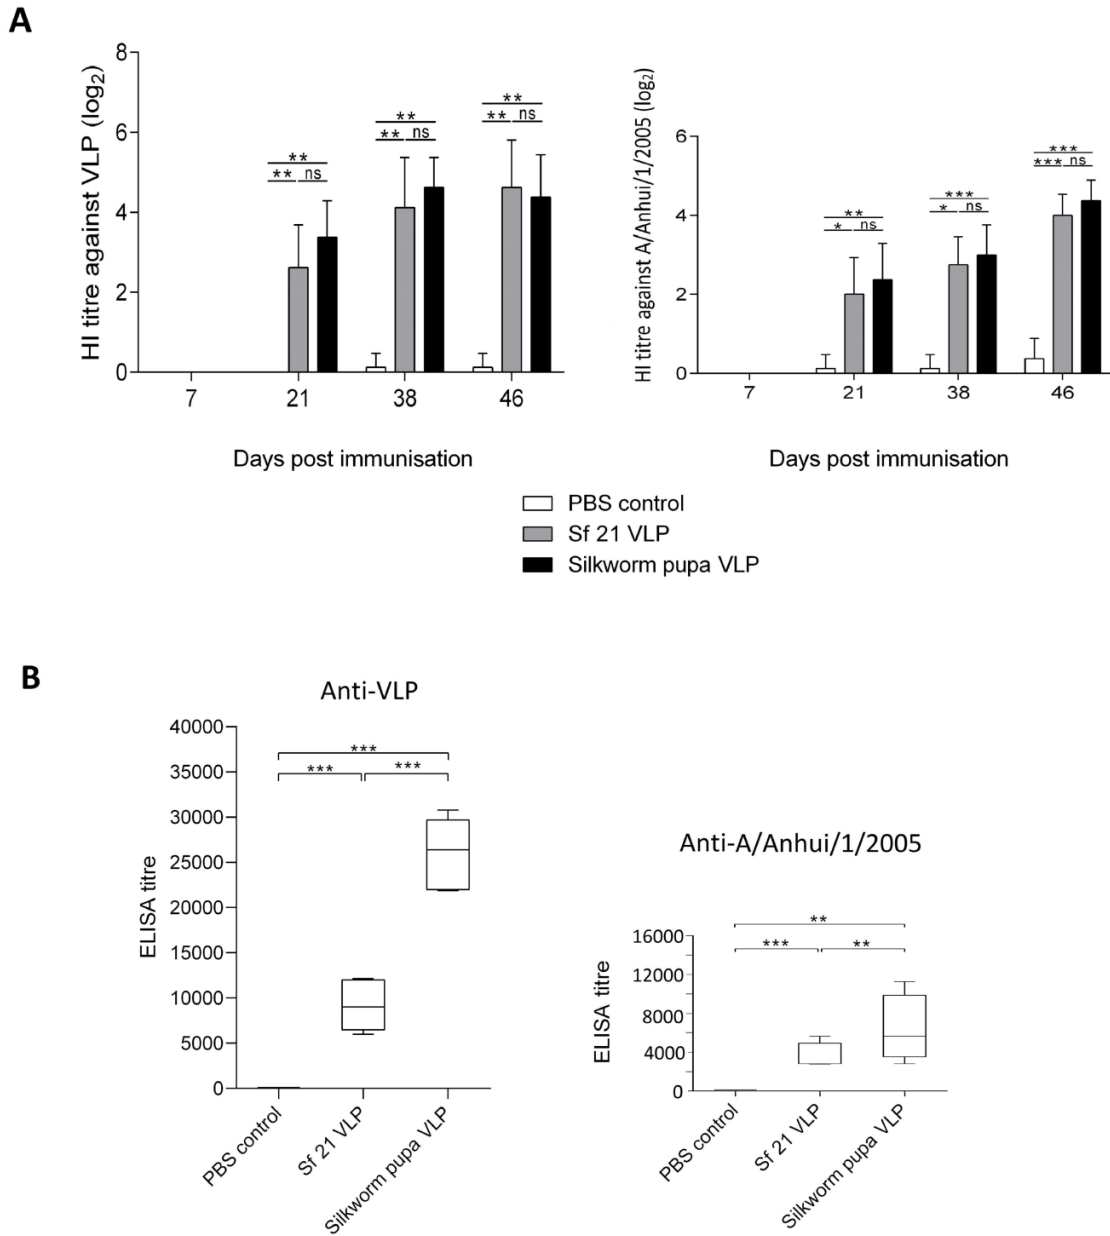 A
HI titre against VLP (log2)
8
6
4
2
0
** ** ns
** ** ns
** ** ns
7 21 38 46
Days post immunisation
HI titre against A/Anhui/1/2005 (log2)
6
4
2
0
** * ns
*** * ns
*** *** ns
7 21 38 46
Days post immunisation
PBS control
Sf 21 VLP
Silkworm pupa VLP
B
Anti-VLP
ELISA titre
40000
35000
30000
25000
20000
15000
10000
5000
0
***
*** ***
PBS control
Sf 21 VLP
Silkworm pupa VLP
Anti-A/Anhui/1/2005
ELISA titre
16000
12000
8000
4000
0
**
*** **
PBS control
Sf 21 VLP
Silkworm pupa VLP